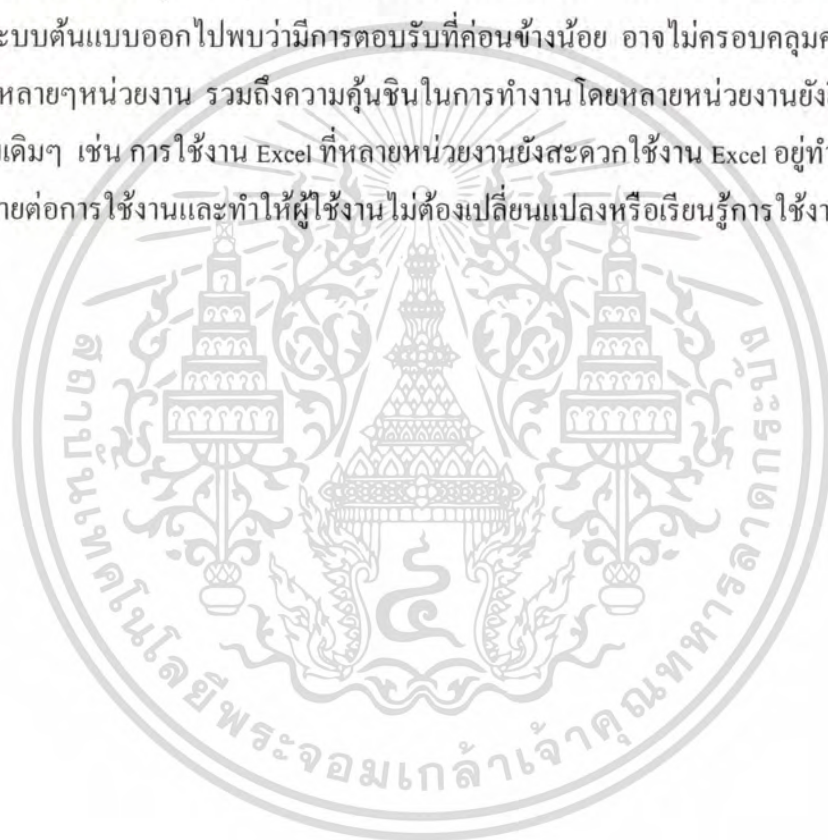 ะบบต้นแบบออกไปพบว่ามีการตอบรับที่ค่อนข้างน้อย อาจไม่ครอบคลุมค
หลายๆหน่วยงาน รวมถึงความคุ้นชินในการทำงานโดยหลายหน่วยงานยัง
เดิมๆ เช่น การใช้งาน Excel ที่หลายหน่วยงานยังสะดวกใช้งาน Excel อยู่ทำ
ายต่อการใช้งานและทำให้ผู้ใช้งานไม่ต้องเปลี่ยนแปลงหรือเรียนรู้การใช้งา
สถาบันเทคโนโลยีพระจอมเกล้าเจ้าคุณทหารลาดกระบัง